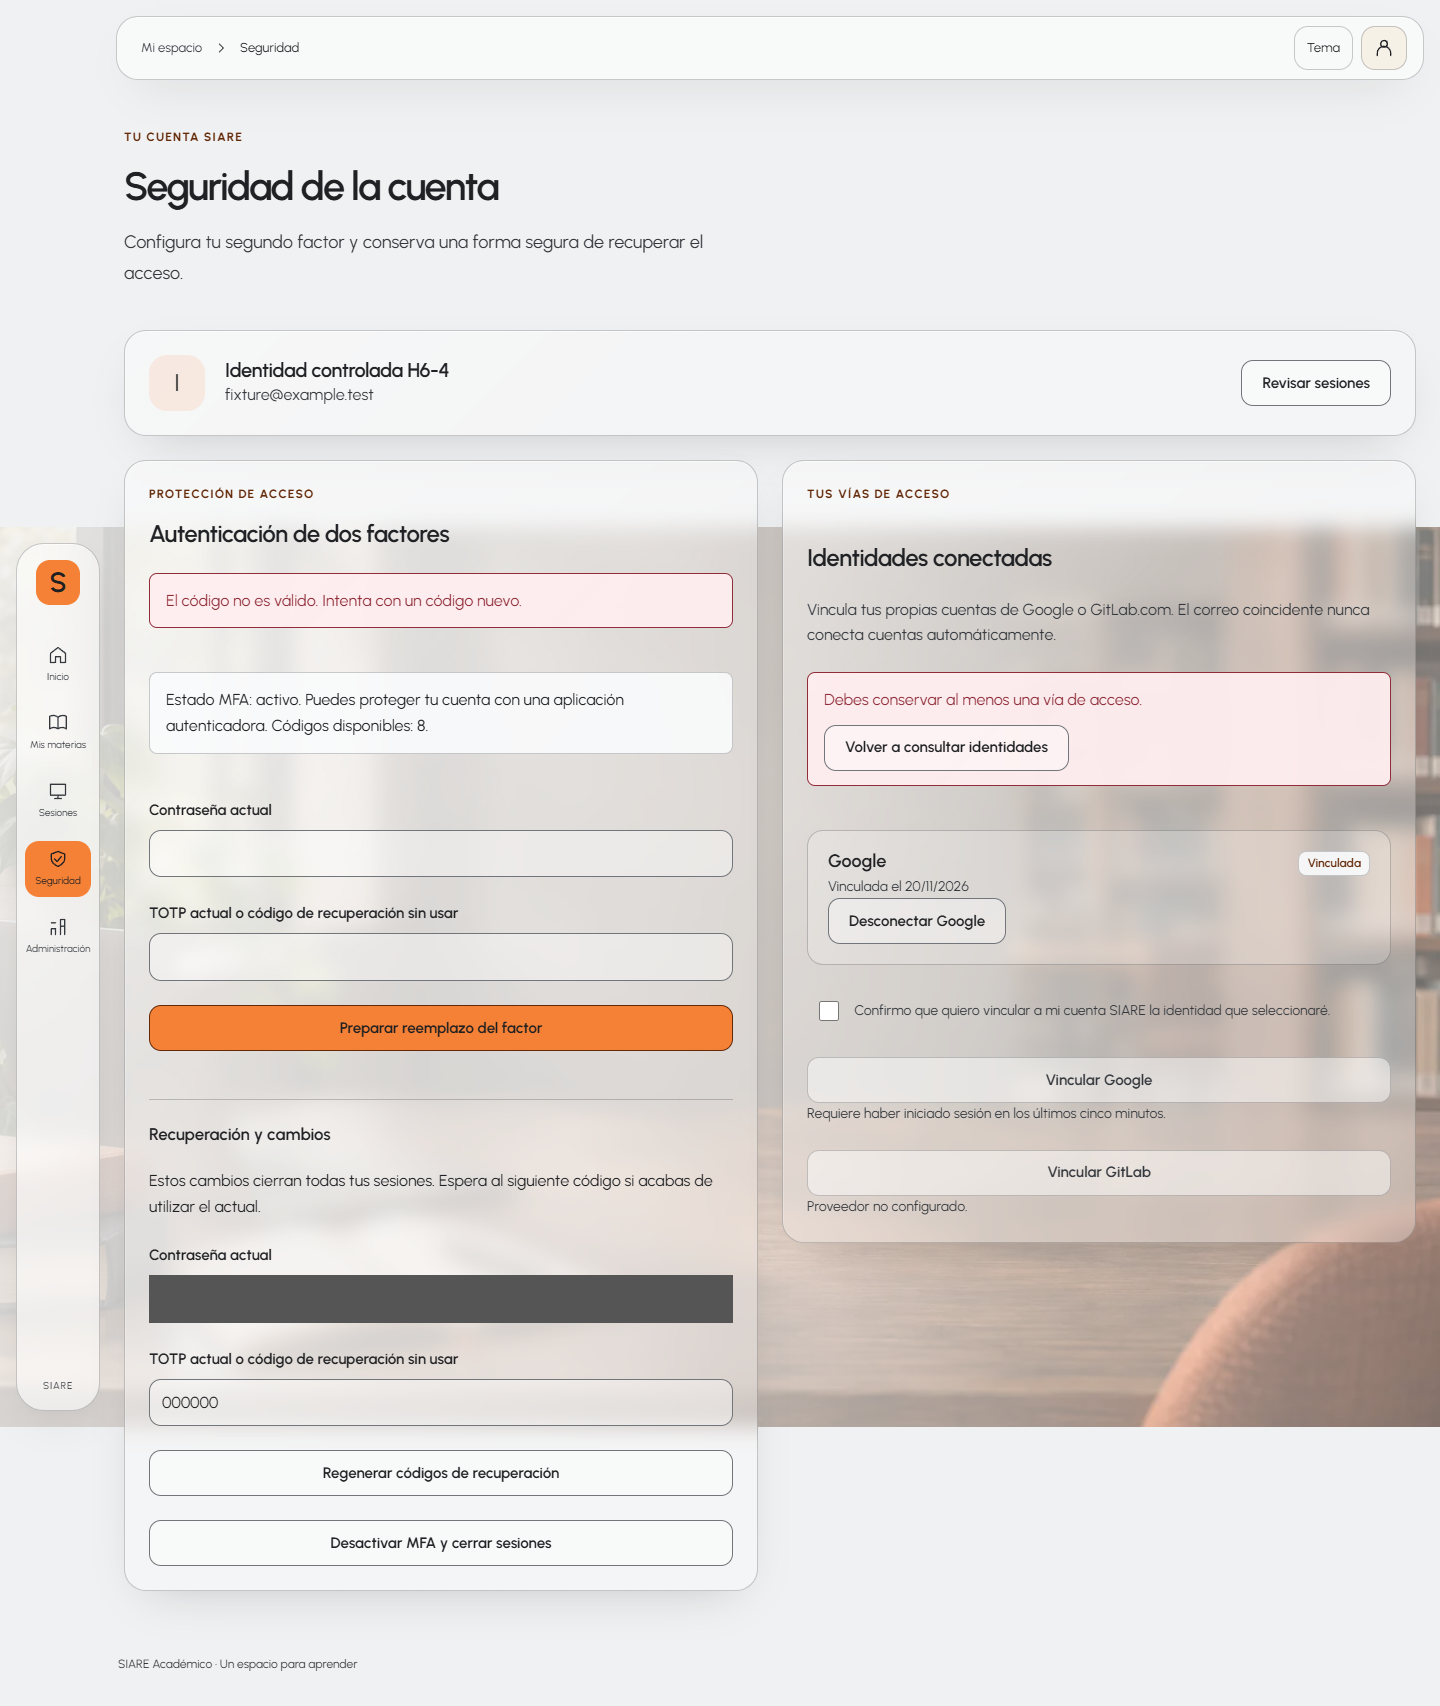 Mi espacio > Seguridad
Tema
TU CUENTA SIARE
Seguridad de la cuenta
Configura tu segundo factor y conserva una forma segura de recuperar el
acceso.
I
Identidad controlada H6-4
fixture@example.test
Revisar sesiones
S
Inicio
Mis materias
Sesiones
Seguridad
Administración
SIARE
PROTECCIÓN DE ACCESO
Autenticación de dos factores
El código no es válido. Intenta con un código nuevo.
Estado MFA: activo. Puedes proteger tu cuenta con una aplicación
autenticadora. Códigos disponibles: 8.
Contraseña actual
TOTP actual o código de recuperación sin usar
Preparar reemplazo del factor
Recuperación y cambios
Estos cambios cierran todas tus sesiones. Espera al siguiente código si acabas de
utilizar el actual.
Contraseña actual
TOTP actual o código de recuperación sin usar
000000
Regenerar códigos de recuperación
Desactivar MFA y cerrar sesiones
TUS VÍAS DE ACCESO
Identidades conectadas
Vincula tus propias cuentas de Google o GitLab.com. El correo coincidente nunca
conecta cuentas automáticamente.
Debes conservar al menos una vía de acceso.
Volver a consultar identidades
Google
Vinculada
Vinculada el 20/11/2026
Desconectar Google
Confirmo que quiero vincular a mi cuenta SIARE la identidad que seleccionaré.
Vincular Google
Requiere haber iniciado sesión en los últimos cinco minutos.
Vincular GitLab
Proveedor no configurado.
SIARE Académico · Un espacio para aprender